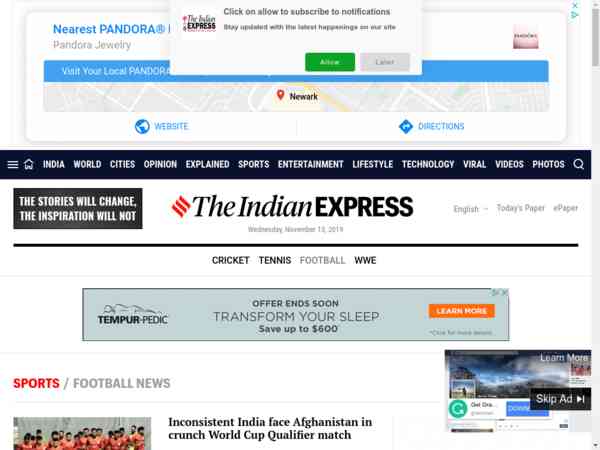 Nearest PANDORA®
Pandora Jewelry
Visit Your Local PANDORA
Newark
WEBSITE
DIRECTIONS
PANDORA
The Indian
EXPRESS
Click on allow to subscribe to notifications
Stay updated with the latest happenings on our site
Allow
Later
INDIA WORLD CITIES OPINION EXPLAINED SPORTS ENTERTAINMENT LIFESTYLE TECHNOLOGY VIRAL VIDEOS PHOTOS
THE STORIES WILL CHANGE,
THE INSPIRATION WILL NOT
The Indian EXPRESS
Wednesday, November 13, 2019
English
Today's Paper
ePaper
CRICKET TENNIS FOOTBALL WWE
TEMPUR-PEDIC
OFFER ENDS SOON
TRANSFORM YOUR SLEEP
Save up to $600*
LEARN MORE
*Click for more details.
SPORTS / FOOTBALL NEWS
Learn More
Skip Ad
Get Gra...
DOWNLOAD
Inconsistent India face Afghanistan in
crunch World Cup Qualifier match